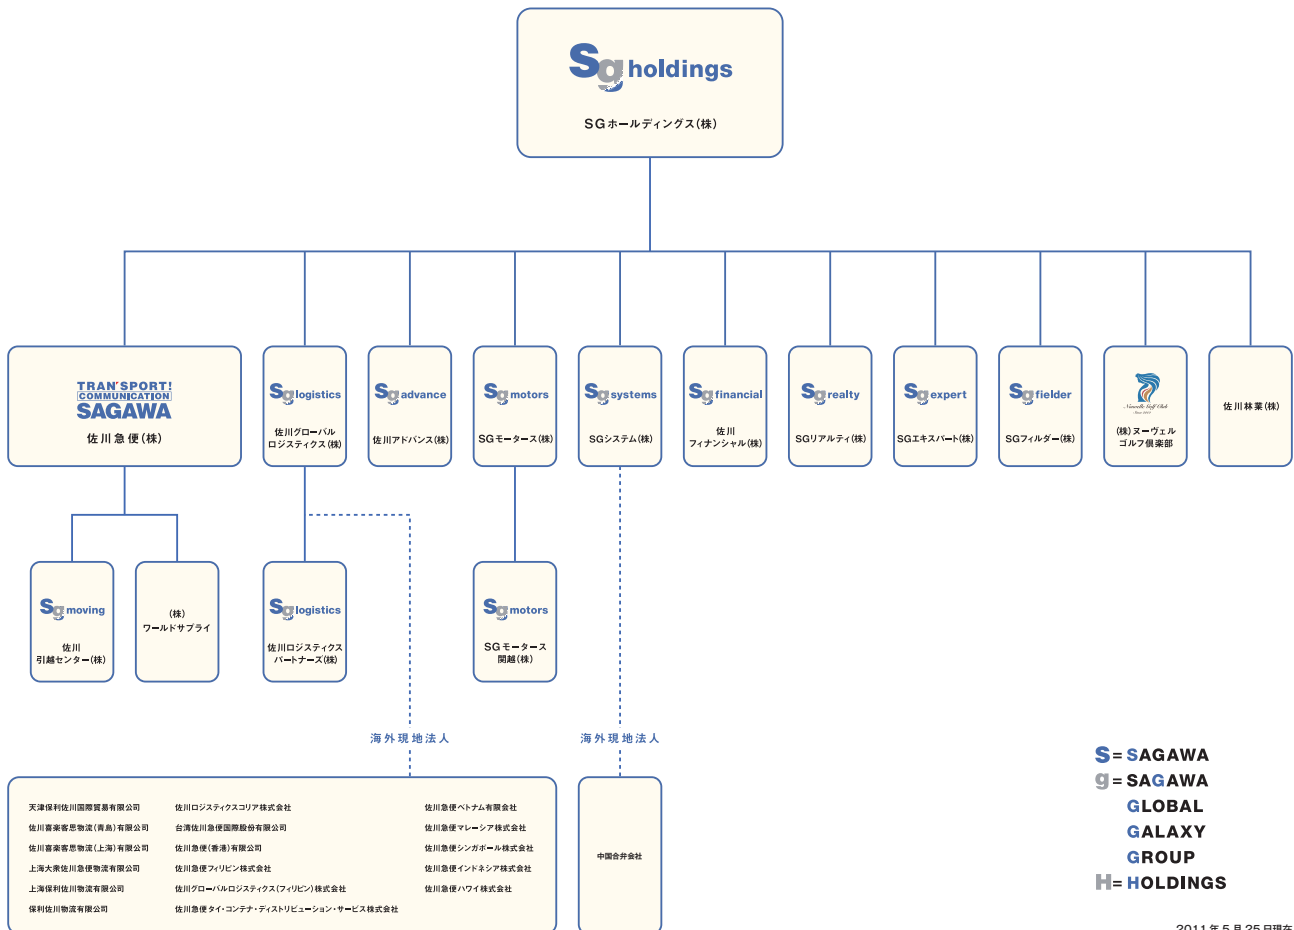 Sg holdings
SGホールディングス(株)
TRAN'SPORT!
COMMUNICATION
SAGAWA
佐川急便(株)
Sg logistics
佐川グローバル
ロジスティクス(株)
Sg advance
佐川アドバンス(株)
Sg motors
SGモータース(株)
Sg systems
SGシステム(株)
Sg financial
佐川
フィナンシャル(株)
Sg realty
SGリアルティ(株)
Sg expert
SGエキスパート(株)
Sg fielder
SGフィルダー(株)
Nouvelle Golf Club
(株)ヌーヴェル
ゴルフ倶楽部
佐川林業(株)
Sg moving
佐川
引越センター(株)
(株)
ワールドサプライ
Sg logistics
佐川ロジスティクス
パートナーズ(株)
Sg motors
SGモータース
関越(株)
海外現地法人
海外現地法人
天津保利佐川国際貿易有限公司
佐川喜楽客思物流(青島)有限公司
佐川喜楽客思物流(上海)有限公司
上海大衆佐川急便物流有限公司
上海保利佐川物流有限公司
保利佐川物流有限公司
佐川ロジスティクスコリア株式会社
台湾佐川急便国際股份有限公司
佐川急便(香港)有限公司
佐川急便フィリピン株式会社
佐川グローバルロジスティクス(フィリピン)株式会社
佐川急便タイ・コンテナ・ディストリビューション・サービス株式会社
佐川急便ベトナム有限会社
佐川急便マレーシア株式会社
佐川急便シンガポール株式会社
佐川急便インドネシア株式会社
佐川急便ハワイ株式会社
中国合弁会社
S=SAGAWA
g=SAGAWA
GLOBAL
GALAXY
GROUP
H=HOLDINGS
2011年5月25日現在